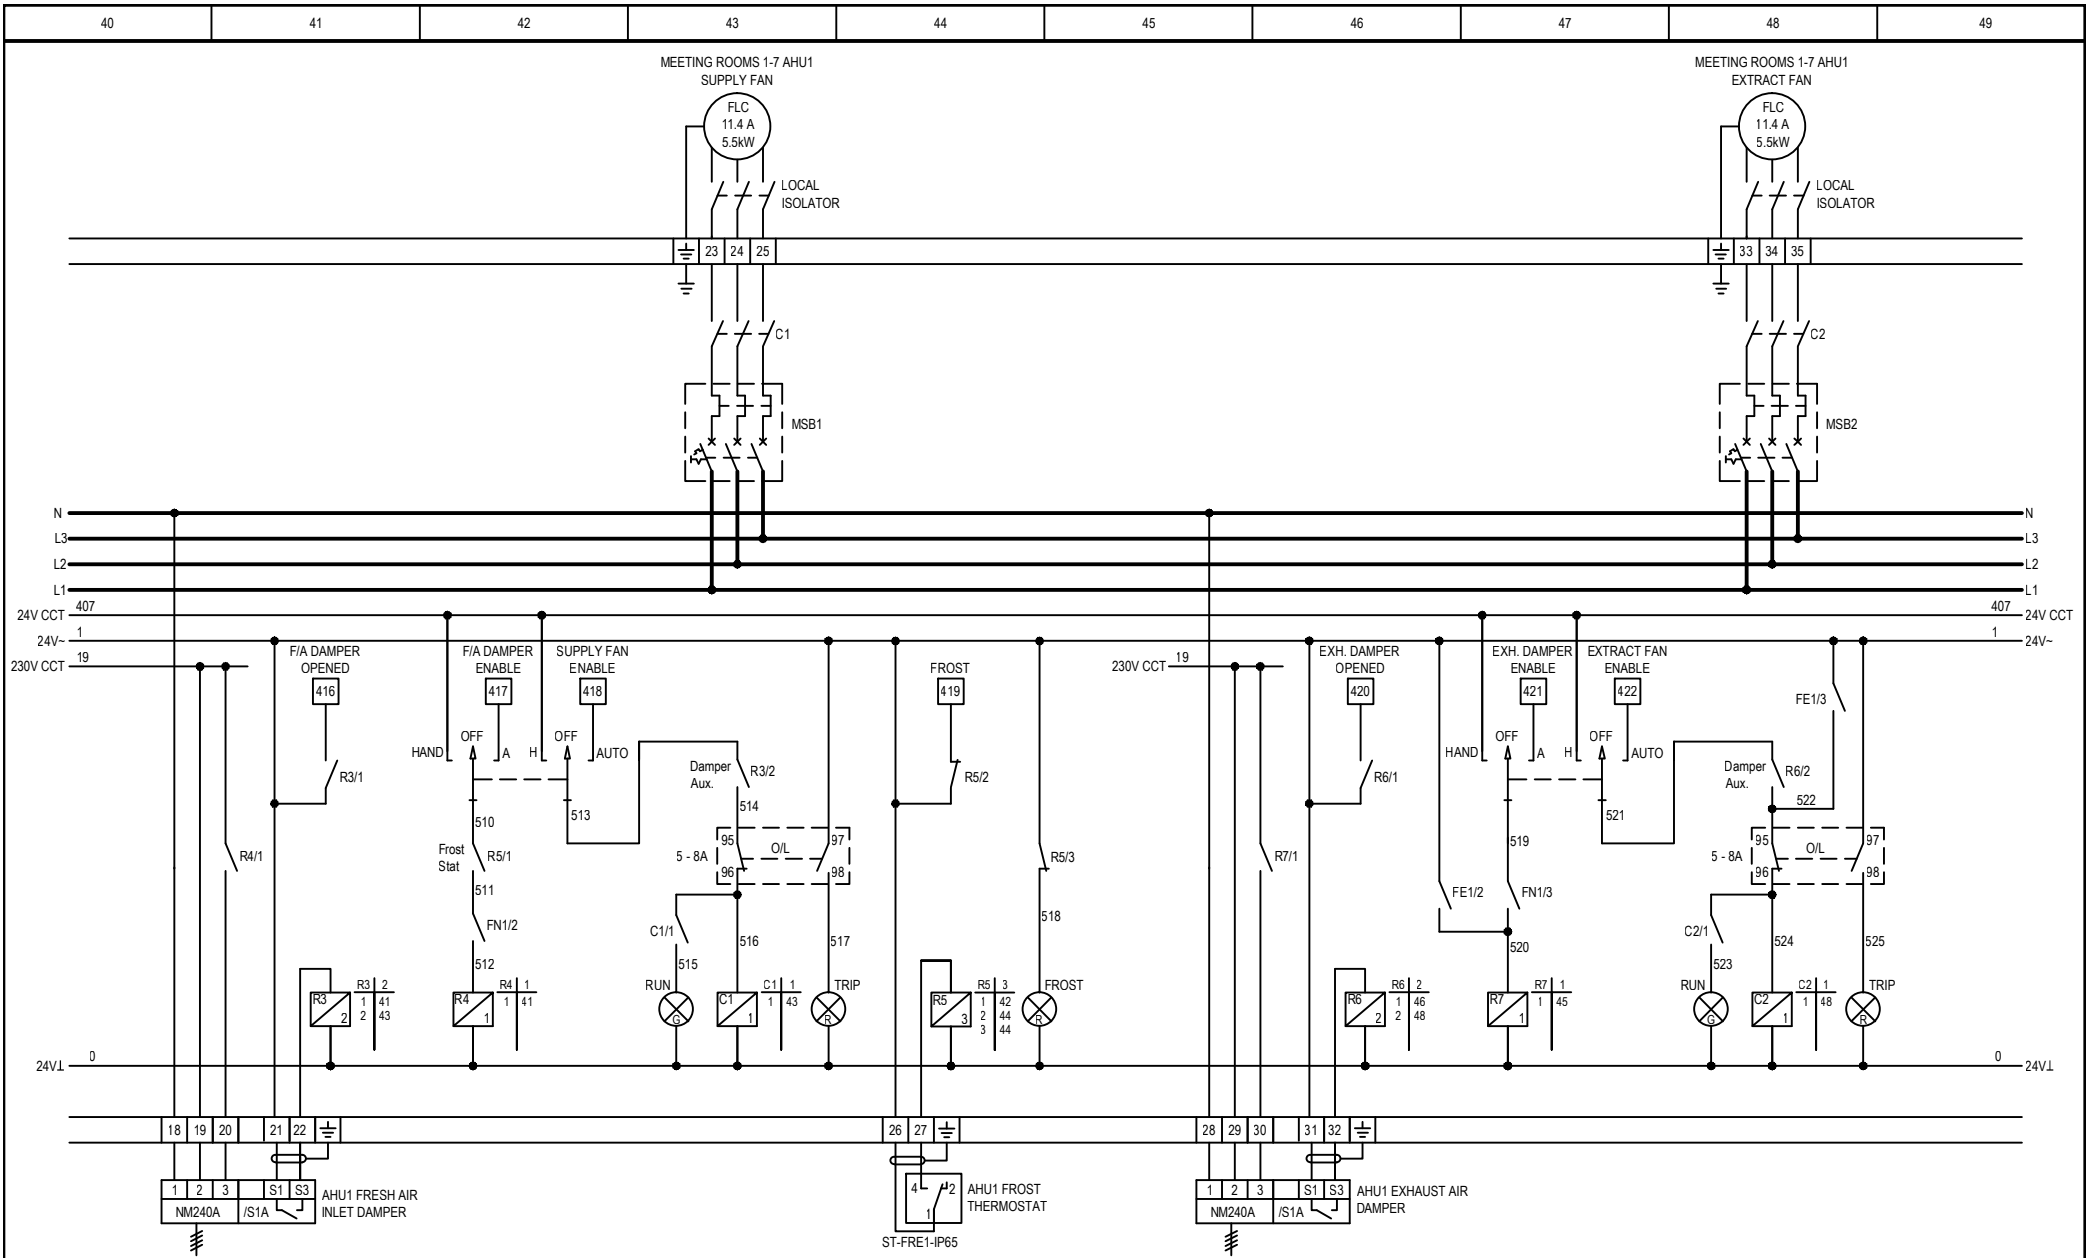 40 41 42 43 44 45 46 47 48 49
MEETING ROOMS 1-7 AHU1
SUPPLY FAN
FLC
11.4 A
5.5kW
LOCAL
ISOLATOR
23 24 25
C1
MSB1
MEETING ROOMS 1-7 AHU1
EXTRACT FAN
FLC
11.4 A
5.5kW
LOCAL
ISOLATOR
33 34 35
C2
MSB2
N N
L3 L3
L2 L2
L1 L1
24V CCT 407 407 24V CCT
24V~ 1 1 24V~
230V CCT 19
230V CCT 19
F/A DAMPER
OPENED
416
R3/1
R4/1
F/A DAMPER
ENABLE
417
SUPPLY FAN
ENABLE
418
HAND OFF A H OFF AUTO
510
513
Frost
Stat
R5/1
511
FN1/2
512
Damper
Aux.
R3/2
514
95 O/L 97
5 - 8A
96 98
C1/1
515
516
517
RUN
G
TRIP
R
FROST
419
R5/2
R5/3
518
FROST
R
R3
2
R3 2
1 41
2 43
R4
1
R4 1
1 41
C1
1
C1 1
1 43
R5
3
R5 3
1 42
2 44
3 44
EXH. DAMPER
OPENED
420
R6/1
R7/1
EXH. DAMPER
ENABLE
421
EXTRACT FAN
ENABLE
422
HAND OFF A H OFF AUTO
519
521
FE1/2
FN1/3
520
FE1/3
Damper
Aux.
R6/2
522
95 O/L 97
5 - 8A
96 98
C2/1
523
524
525
RUN
G
TRIP
R
R6
2
R6 2
1 46
2 48
R7
1
R7 1
1 45
C2
1
C2 1
1 48
24V⊥ 0 0 24V⊥
18 19 20 21 22 26 27 28 29 30 31 32
1 2 3 S1 S3
NM240A /S1A
AHU1 FRESH AIR
INLET DAMPER
4 2
1
AHU1 FROST
THERMOSTAT
ST-FRE1-IP65
1 2 3 S1 S3
NM240A /S1A
AHU1 EXHAUST AIR
DAMPER